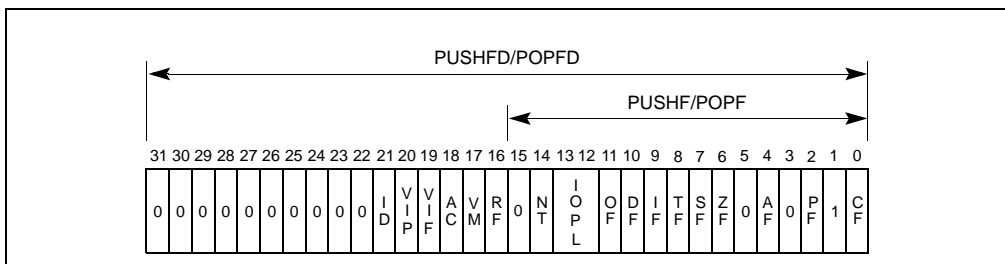 PUSHFD/POPFD
PUSHF/POPF
31 30 29 28 27 26 25 24 23 22 21 20 19 18 17 16 15 14 13 12 11 10 9 8 7 6 5 4 3 2 1 0
0 0 0 0 0 0 0 0 0 0 ID VIP VIF AC VM RF 0 NT IOPL OF DF IF TF SF ZF 0 AF 0 PF 1 CF